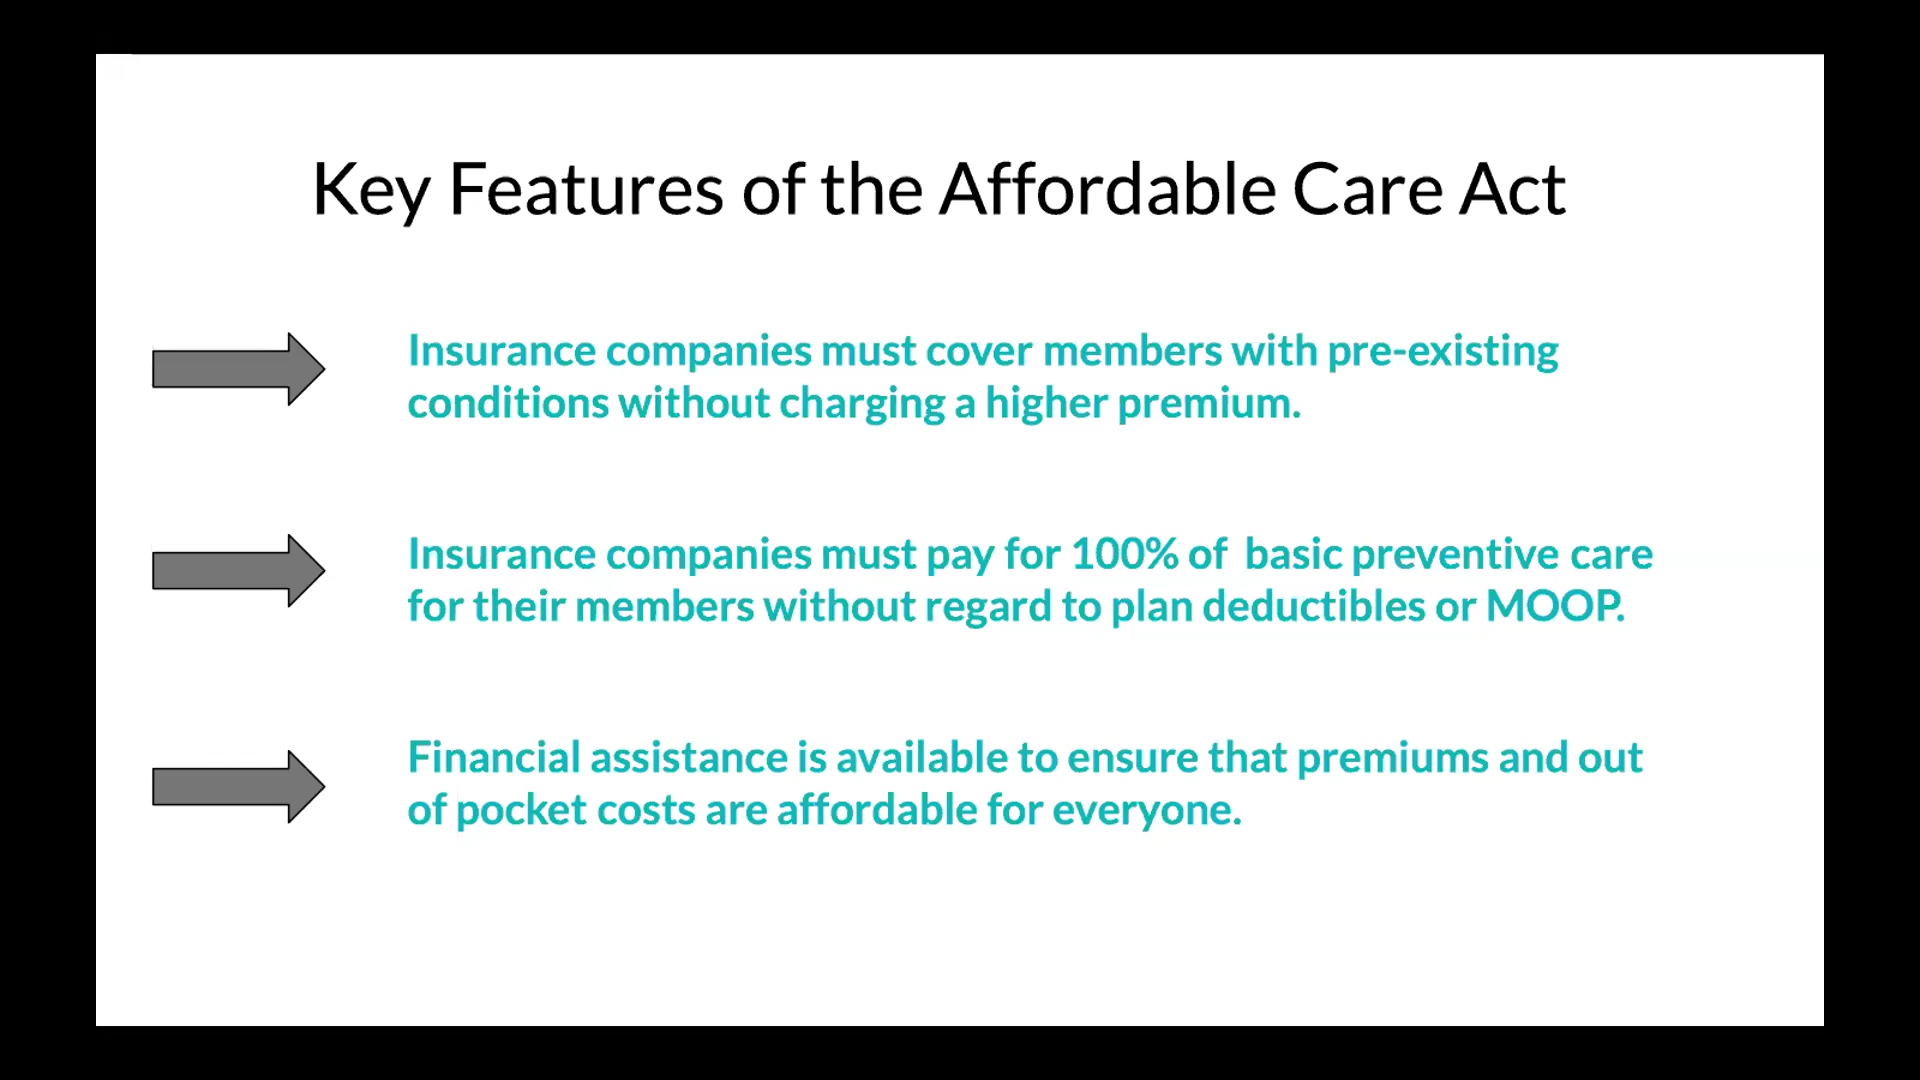 Key Features of the Affordable Care Act
Insurance companies must cover members with pre-existing
conditions without charging a higher premium.
Insurance companies must pay for 100% of basic preventive care
for their members without regard to plan deductibles or MOOP.
Financial assistance is available to ensure that premiums and out
of pocket costs are affordable for everyone.